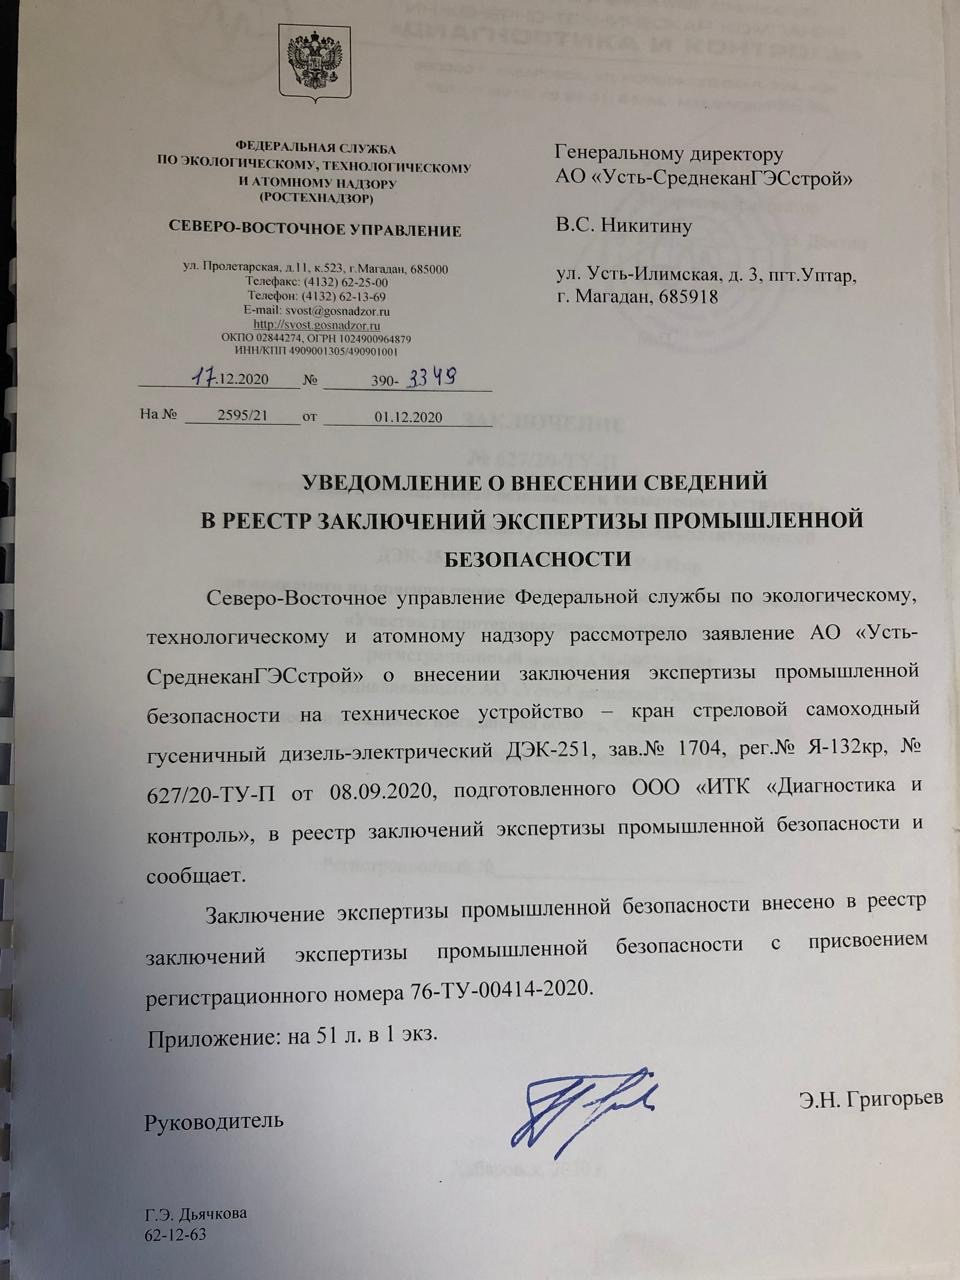 ФЕДЕРАЛЬНАЯ СЛУЖБА
ПО ЭКОЛОГИЧЕСКОМУ, ТЕХНОЛОГИЧЕСКОМУ
И АТОМНОМУ НАДЗОРУ
(РОСТЕХНАДЗОР)
СЕВЕРО-ВОСТОЧНОЕ УПРАВЛЕНИЕ
ул. Пролетарская, д.11, к.523, г.Магадан, 685000
Телефакс: (4132) 62-25-00
Телефон: (4132) 62-13-69
E-mail: svost@gosnadzor.ru
http://svost.gosnadzor.ru
ОКПО 02844274, ОГРН 1024900964879
ИНН/КПП 4909001305/490901001
17.12.2020 № 390- 3349
На № 2595/21 от 01.12.2020
Генеральному директору
АО «Усть-СреднеканГЭСстрой»
В.С. Никитину
ул. Усть-Илимская, д. 3, пгт.Уптар,
г. Магадан, 685918
УВЕДОМЛЕНИЕ О ВНЕСЕНИИ СВЕДЕНИЙ
В РЕЕСТР ЗАКЛЮЧЕНИЙ ЭКСПЕРТИЗЫ ПРОМЫШЛЕННОЙ
БЕЗОПАСНОСТИ
Северо-Восточное управление Федеральной службы по экологическому,
технологическому и атомному надзору рассмотрело заявление АО «Усть-
СреднеканГЭСстрой» о внесении заключения экспертизы промышленной
безопасности на техническое устройство – кран стреловой самоходный
гусеничный дизель-электрический ДЭК-251, зав.№ 1704, рег.№ Я-132кр, №
627/20-ТУ-П от 08.09.2020, подготовленного ООО «ИТК «Диагностика и
контроль», в реестр заключений экспертизы промышленной безопасности и
сообщает.
Заключение экспертизы промышленной безопасности внесено в реестр
заключений экспертизы промышленной безопасности с присвоением
регистрационного номера 76-ТУ-00414-2020.
Приложение: на 51 л. в 1 экз.
Руководитель
Э.Н. Григорьев
Г.Э. Дьячкова
62-12-63